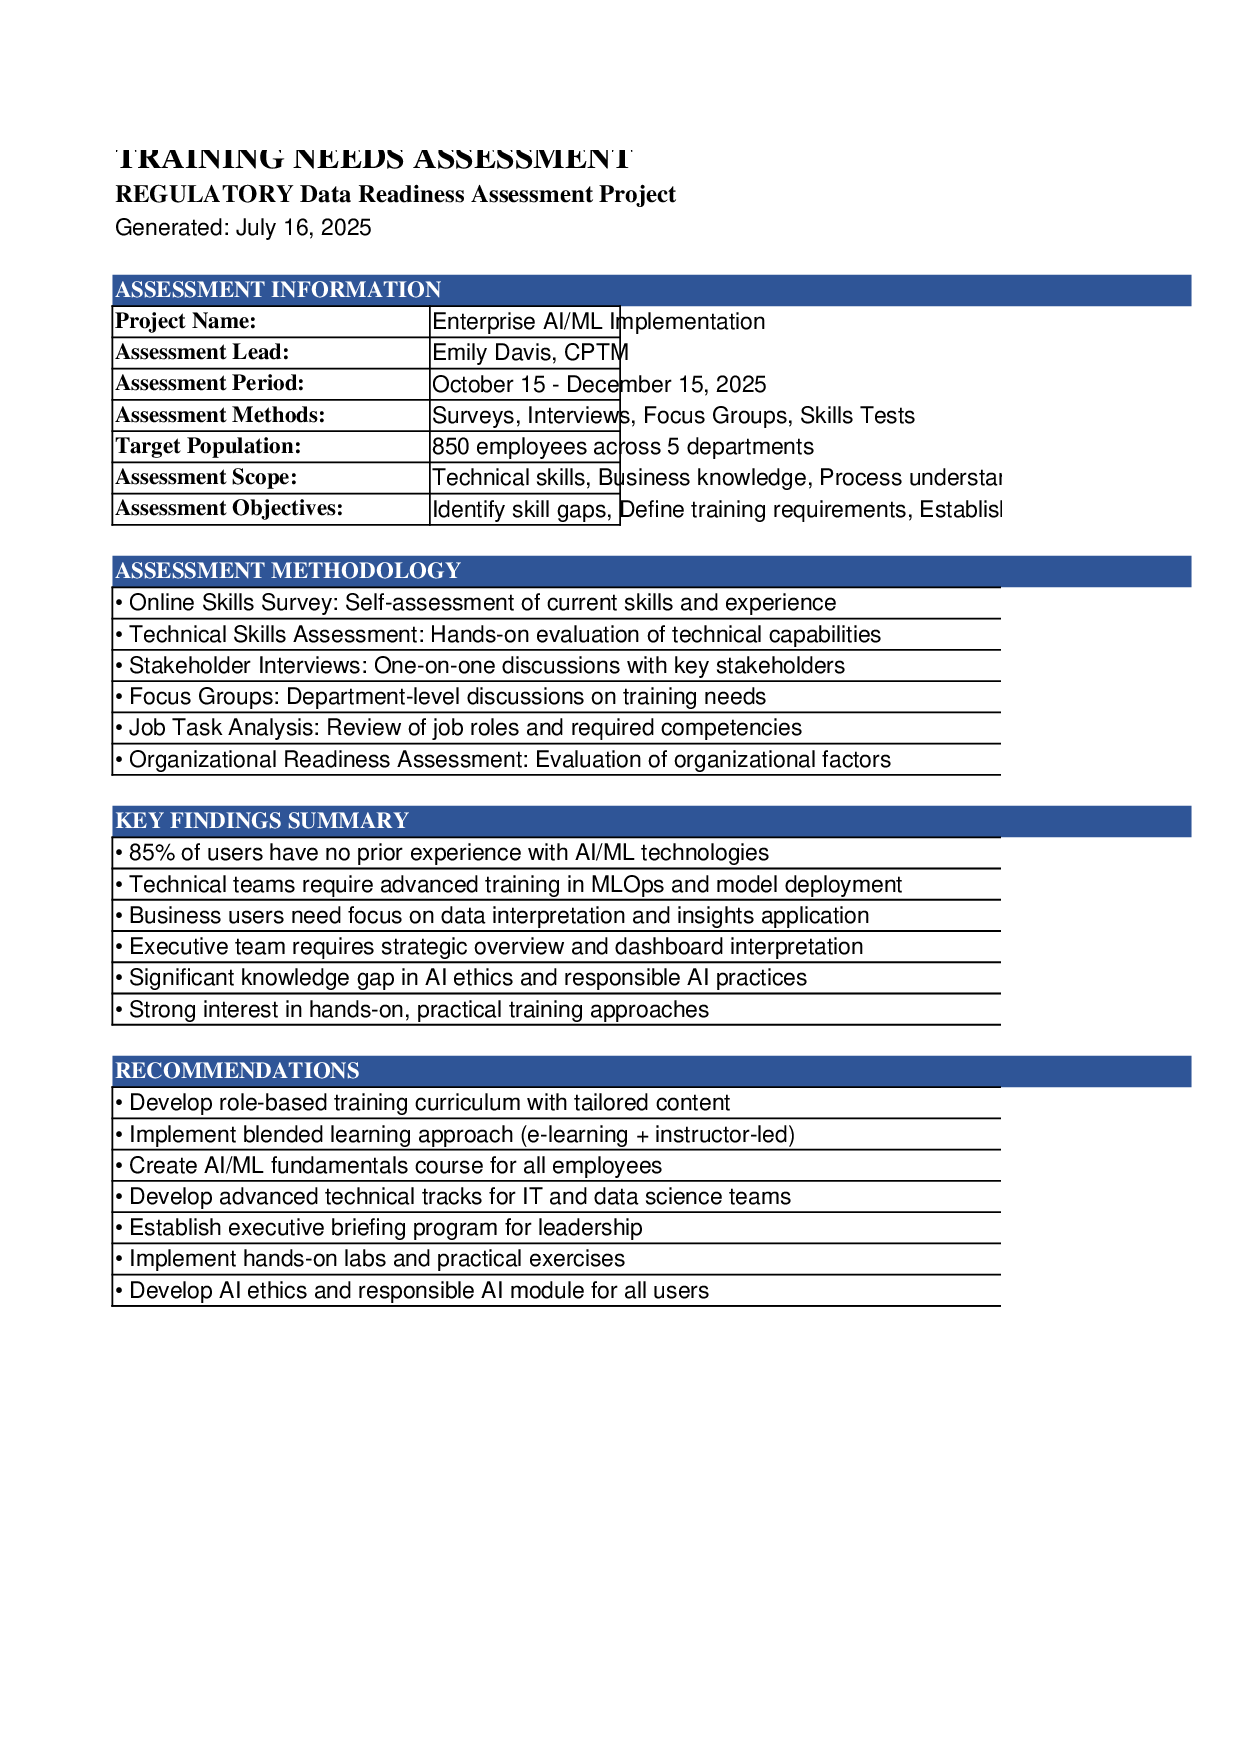 TRAINING NEEDS ASSESSMENT
REGULATORY Data Readiness Assessment Project
Generated: July 16, 2025
ASSESSMENT INFORMATION
Project Name: Enterprise AI/ML Implementation
Assessment Lead: Emily Davis, CPTM
Assessment Period: October 15 - December 15, 2025
Assessment Methods: Surveys, Interviews, Focus Groups, Skills Tests
Target Population: 850 employees across 5 departments
Assessment Scope: Technical skills, Business knowledge, Process
Assessment Objectives: Identify skill gaps, Define training requirements,
ASSESSMENT METHODOLOGY
• Online Skills Survey: Self-assessment of current skills and experience
• Technical Skills Assessment: Hands-on evaluation of technical capabilities
• Stakeholder Interviews: One-on-one discussions with key stakeholders
• Focus Groups: Department-level discussions on training needs
• Job Task Analysis: Review of job roles and required competencies
• Organizational Readiness Assessment: Evaluation of organizational factors
KEY FINDINGS SUMMARY
• 85% of users have no prior experience with AI/ML technologies
• Technical teams require advanced training in MLOps and model deployment
• Business users need focus on data interpretation and insights application
• Executive team requires strategic overview and dashboard interpretation
• Significant knowledge gap in AI ethics and responsible AI practices
• Strong interest in hands-on, practical training approaches
RECOMMENDATIONS
• Develop role-based training curriculum with tailored content
• Implement blended learning approach (e-learning + instructor-led)
• Create AI/ML fundamentals course for all employees
• Develop advanced technical tracks for IT and data science teams
• Establish executive briefing program for leadership
• Implement hands-on labs and practical exercises
• Develop AI ethics and responsible AI module for all users